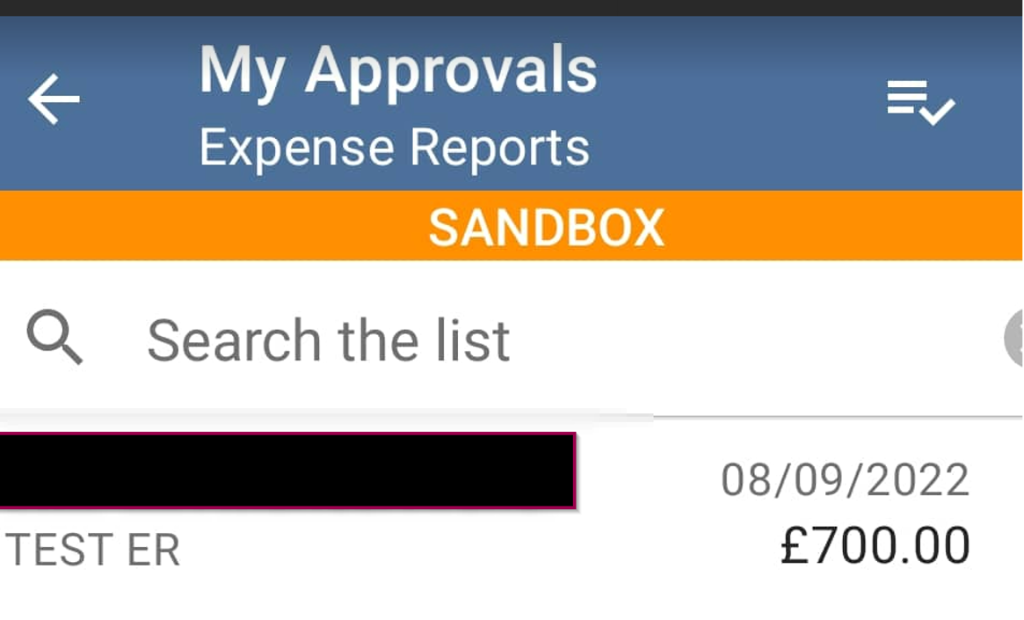 My Approvals
Expense Reports
SANDBOX
Search the list
08/09/2022
TEST ER
£700.00